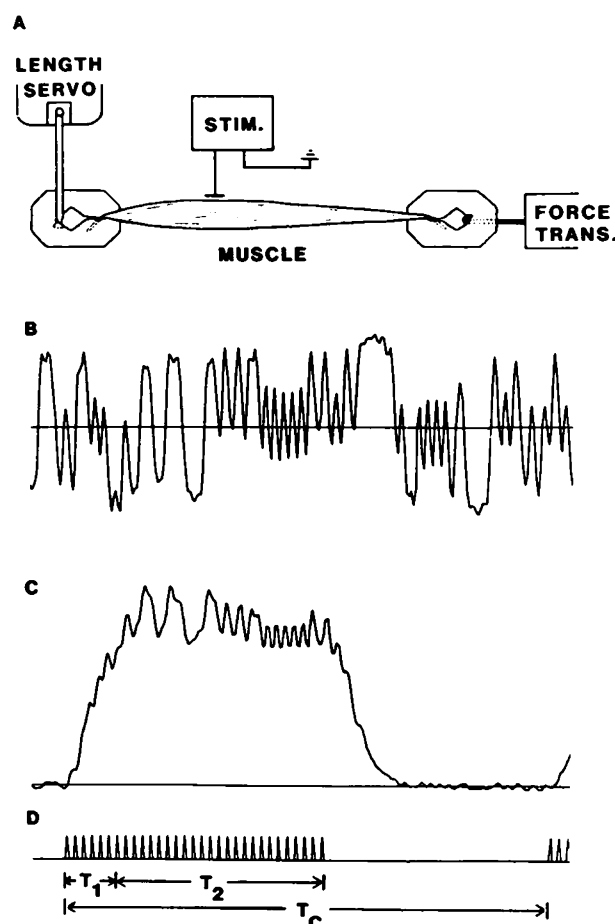 A
LENGTH
SERVO
STIM.
MUSCLE
FORCE
TRANS.
B
C
D
T1
T2
TC